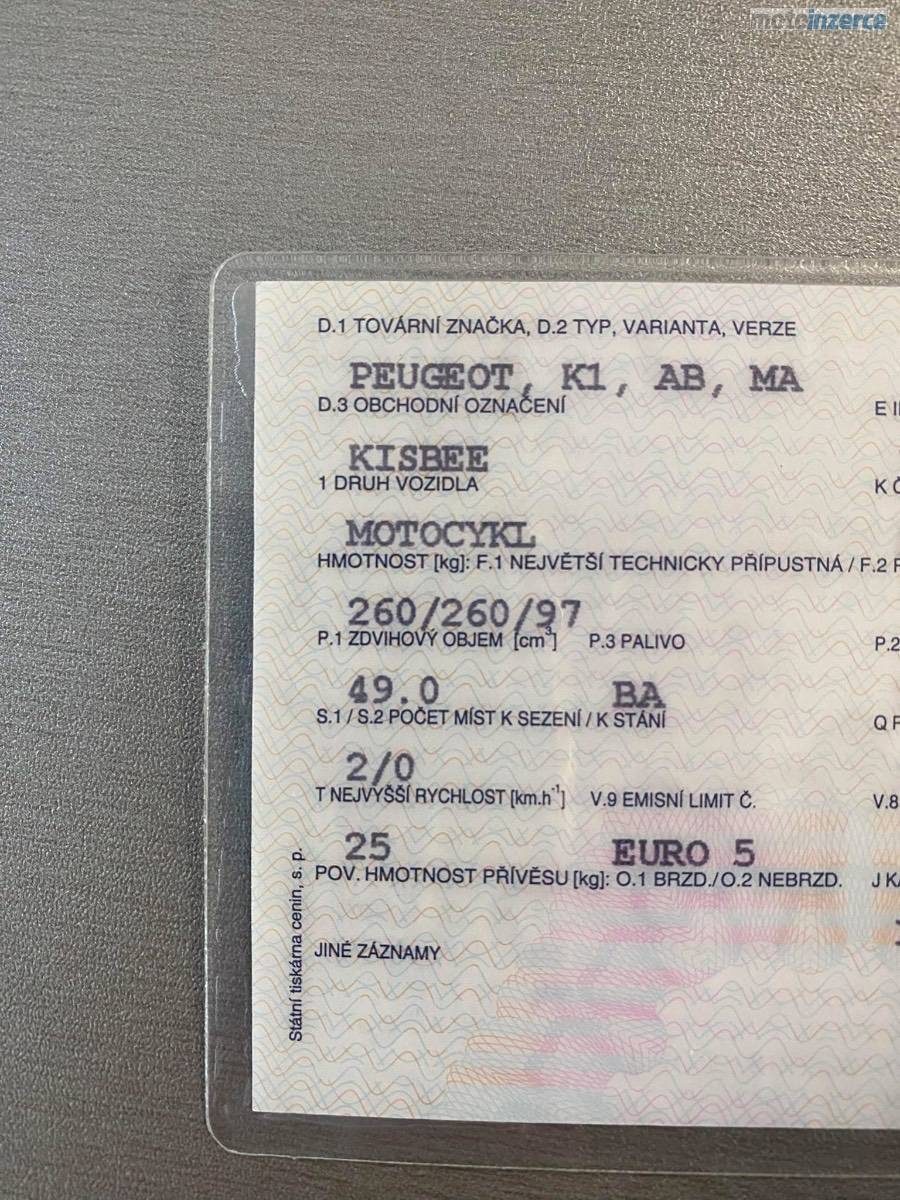 motoinzerce
D.1 TOVÁRNÍ ZNAČKA, D.2 TYP, VARIANTA, VERZE
PEUGEOT, K1, AB, MA
D.3 OBCHODNÍ OZNAČENÍ E
KISBEE
1 DRUH VOZIDLA K
MOTOCYKL
HMOTNOST [kg]: F.1 NEJVĚTŠÍ TECHNICKY PŘÍPUSTNÁ / F.2
260/260/97
P.1 ZDVIHOVÝ OBJEM [cm³] P.3 PALIVO P.2
49.0 BA
S.1 / S.2 POČET MÍST K SEZENÍ / K STÁNÍ Q
2/0
T NEJVYŠŠÍ RYCHLOST [km.h⁻¹] V.9 EMISNÍ LIMIT Č. V.8
25 EURO 5
POV. HMOTNOST PŘÍVĚSU [kg]: O.1 BRZD./O.2 NEBRZD. J
JINÉ ZÁZNAMY
Státní tiskárna cenin, s. p.